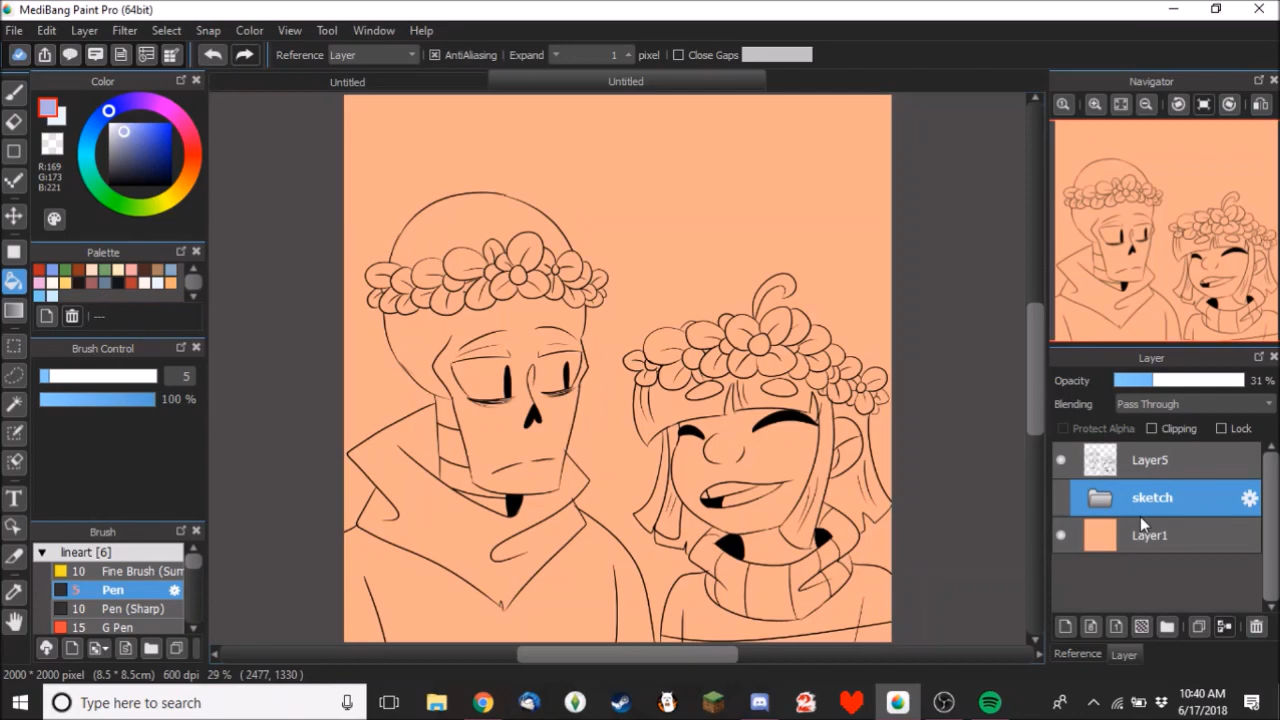 MediBang Paint Pro (64bit)
File Edit Layer Filter Select Snap Color View Tool Window Help
Reference Layer AntiAliasing Expand 1 pixel Close Gaps
Color
Untitled Untitled
Navigator
R:169
G:173
B:221
Palette
---
Brush Control
5
100 %
Layer
Opacity 31 %
Blending Pass Through
Protect Alpha Clipping Lock
Layer5
sketch
Layer1
Brush
lineart [6]
10 Fine Brush (Sum
5 Pen
10 Pen (Sharp)
15 G Pen
Reference Layer
2000 * 2000 pixel (8.5 * 8.5cm) 600 dpi 29 % (2477, 1330)
Type here to search
10:40 AM
6/17/2018